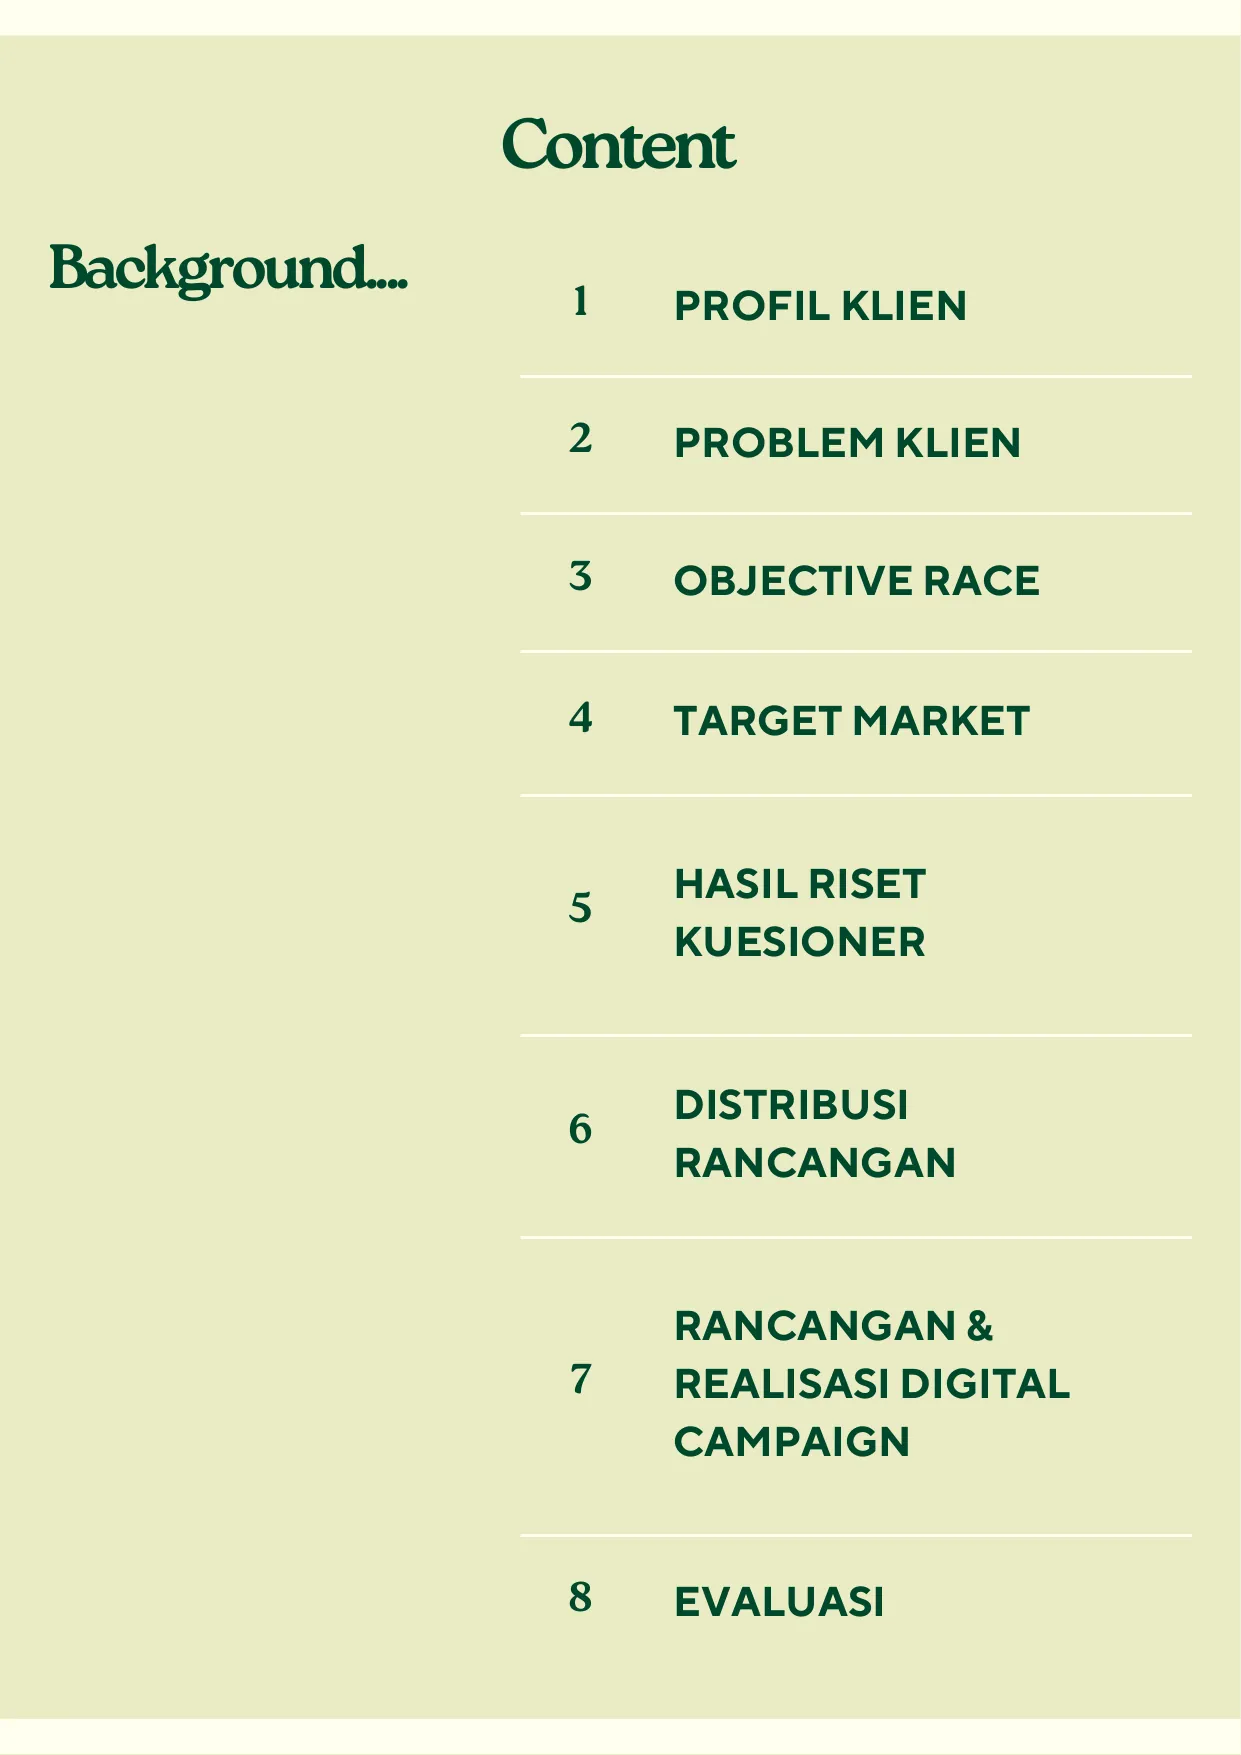 Content
Background....
1 PROFIL KLIEN
2 PROBLEM KLIEN
3 OBJECTIVE RACE
4 TARGET MARKET
5 HASIL RISET
KUESIONER
6 DISTRIBUSI
RANCANGAN
7 RANCANGAN &
REALISASI DIGITAL
CAMPAIGN
8 EVALUASI